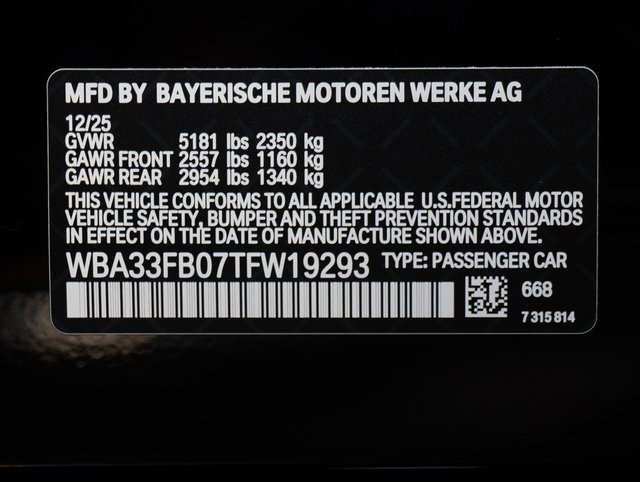 MFD BY BAYERISCHE MOTOREN WERKE AG
12/25
GVWR 5181 lbs 2350 kg
GAWR FRONT 2557 lbs 1160 kg
GAWR REAR 2954 lbs 1340 kg
THIS VEHICLE CONFORMS TO ALL APPLICABLE U.S.FEDERAL MOTOR
VEHICLE SAFETY, BUMPER AND THEFT PREVENTION STANDARDS
IN EFFECT ON THE DATE OF MANUFACTURE SHOWN ABOVE.
WBA33FB07TFW19293 TYPE: PASSENGER CAR
668
7 315 814